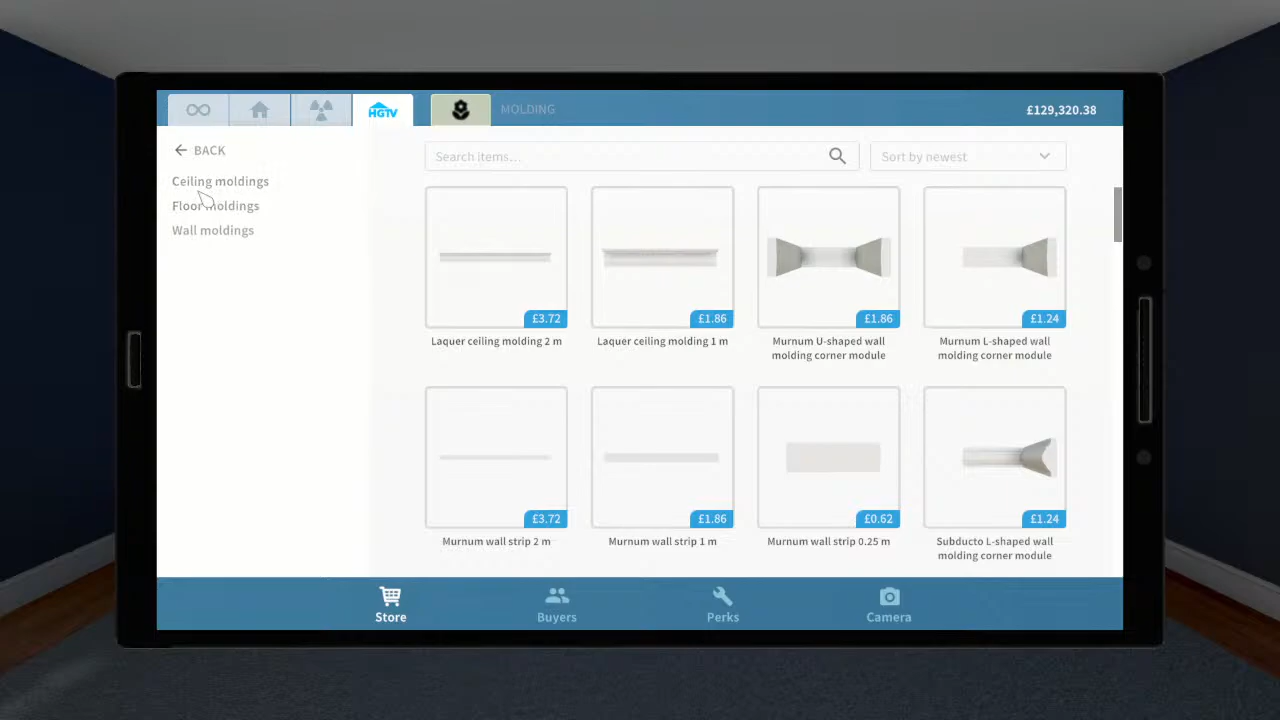 HGTV
MOLDING
£129,320.38
BACK
Search items...
Sort by newest
Ceiling moldings
Floor moldings
Wall moldings
£3.72
£1.86
£1.86
£1.24
Laquer ceiling molding 2 m
Laquer ceiling molding 1 m
Murnum U-shaped wall
molding corner module
Murnum L-shaped wall
molding corner module
£3.72
£1.86
£0.62
£1.24
Murnum wall strip 2 m
Murnum wall strip 1 m
Murnum wall strip 0.25 m
Subducto L-shaped wall
molding corner module
Store
Buyers
Perks
Camera